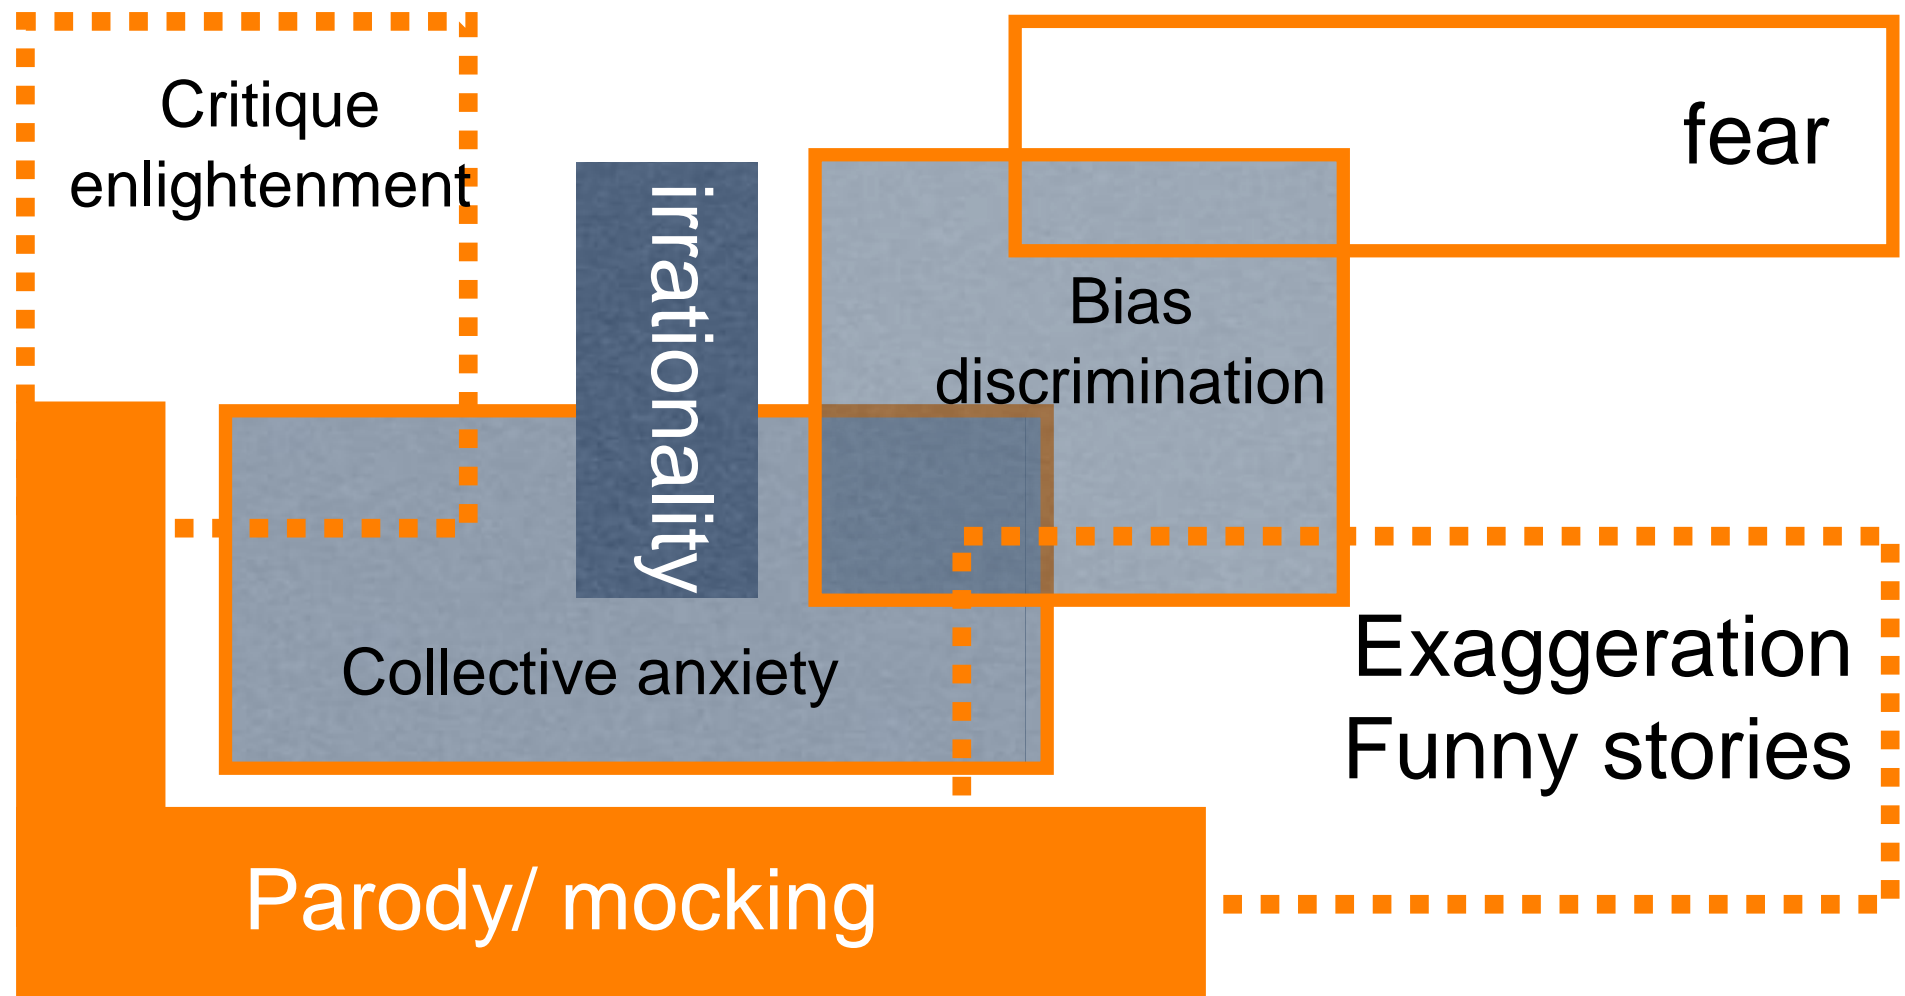 Critique
enlightenment
irrationality
fear
Bias
discrimination
Collective anxiety
Exaggeration
Funny stories
Parody/ mocking